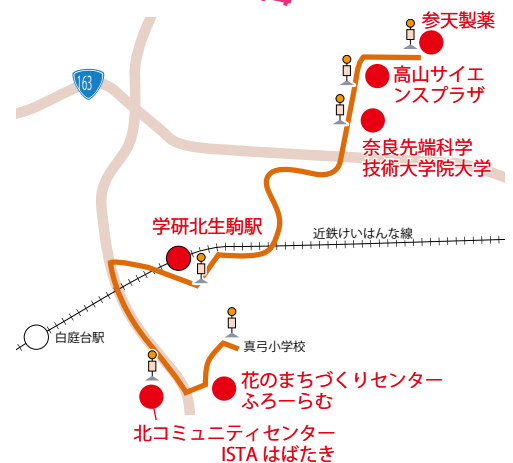 参天製薬
163
高山サイエ
ンスプラザ
奈良先端科学
技術大学院大学
学研北生駒駅
近鉄けいはんな線
白庭台駅
真弓小学校
花のまちづくりセンター
ふろーらむ
北コミュニティセンター
ISTA はばたき